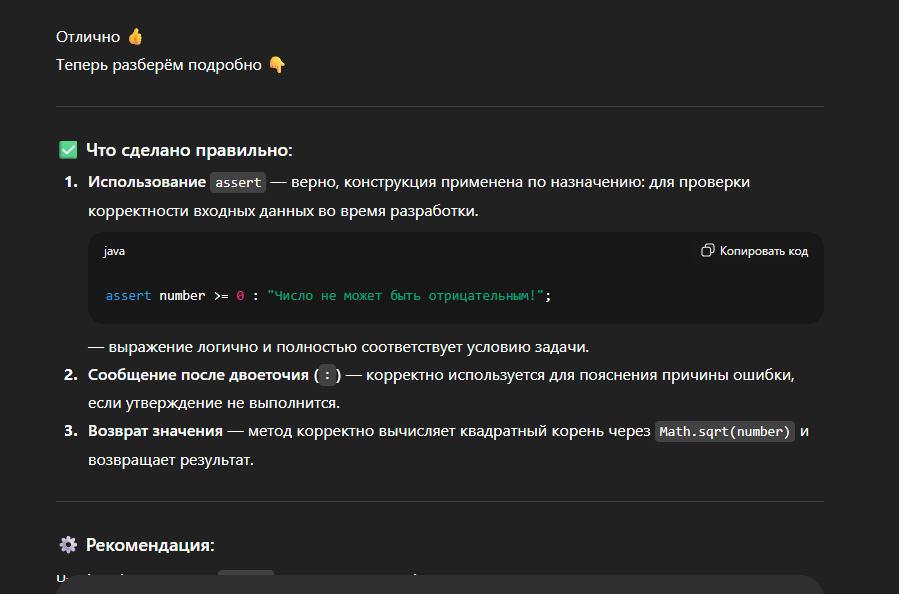 Отлично 👍
Теперь разберём подробно 👇
✅ Что сделано правильно:
1. Использование assert — верно, конструкция применена по назначению: для проверки
корректности входных данных во время разработки.
java
Копировать код
assert number >= 0 : "Число не может быть отрицательным!";
— выражение логично и полностью соответствует условию задачи.
2. Сообщение после двоеточия (:) — корректно используется для пояснения причины ошибки,
если утверждение не выполнится.
3. Возврат значения — метод корректно вычисляет квадратный корень через Math.sqrt(number) и
возвращает результат.
⚙️ Рекомендация: